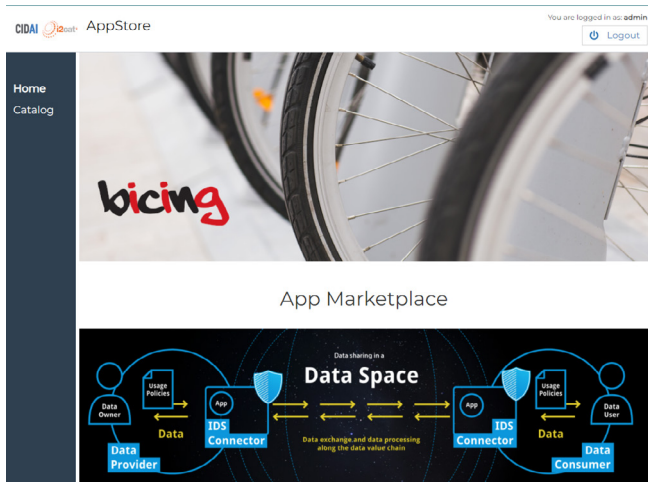 You are logged in as: admin
CIDAI i2cat AppStore
Logout
Home
Catalog
bicing
App Marketplace
Data sharing in a
Data Space
Usage
Policies
App
Data
Owner
Data
IDS
Connector
Data
Provider
Data exchange and data processing
along the data value chain
App
IDS
Connector
Usage
Policies
Data
Data
User
Data
Consumer